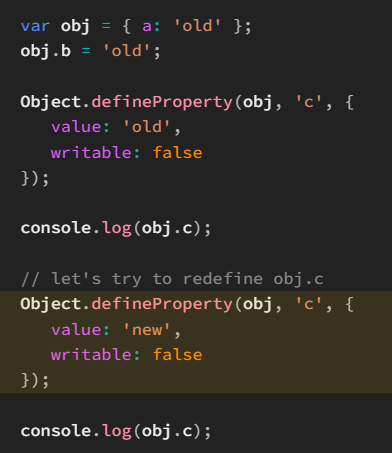 var obj = { a: 'old' };
obj.b = 'old';

Object.defineProperty(obj, 'c', {
   value: 'old',
   writable: false
});

console.log(obj.c);

// let's try to redefine obj.c
Object.defineProperty(obj, 'c', {
   value: 'new',
   writable: false
});

console.log(obj.c);